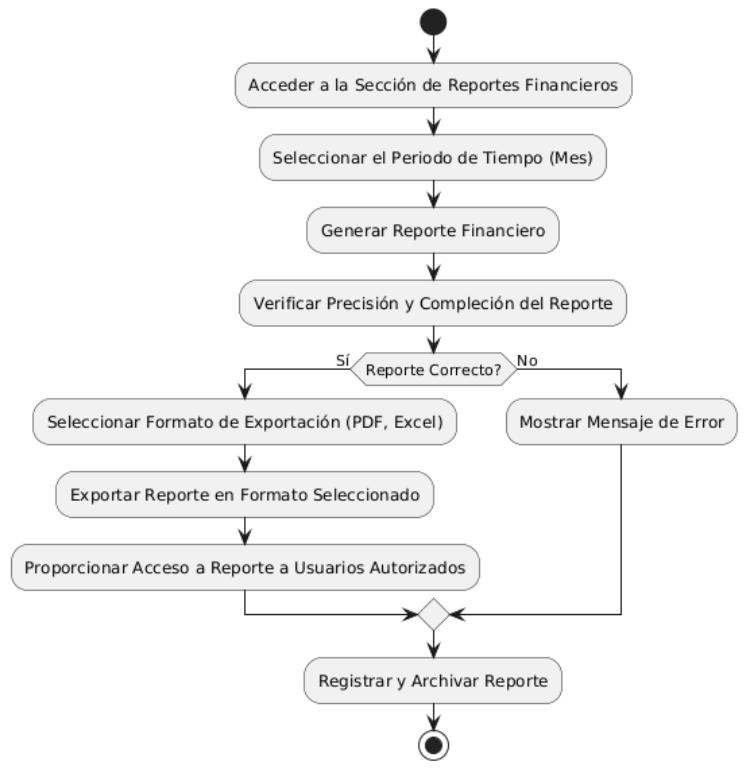 Acceder a la Sección de Reportes Financieros
Seleccionar el Periodo de Tiempo (Mes)
Generar Reporte Financiero
Verificar Precisión y Compleción del Reporte
Sí
Reporte Correcto?
No
Seleccionar Formato de Exportación (PDF, Excel)
Mostrar Mensaje de Error
Exportar Reporte en Formato Seleccionado
Proporcionar Acceso a Reporte a Usuarios Autorizados
Registrar y Archivar Reporte